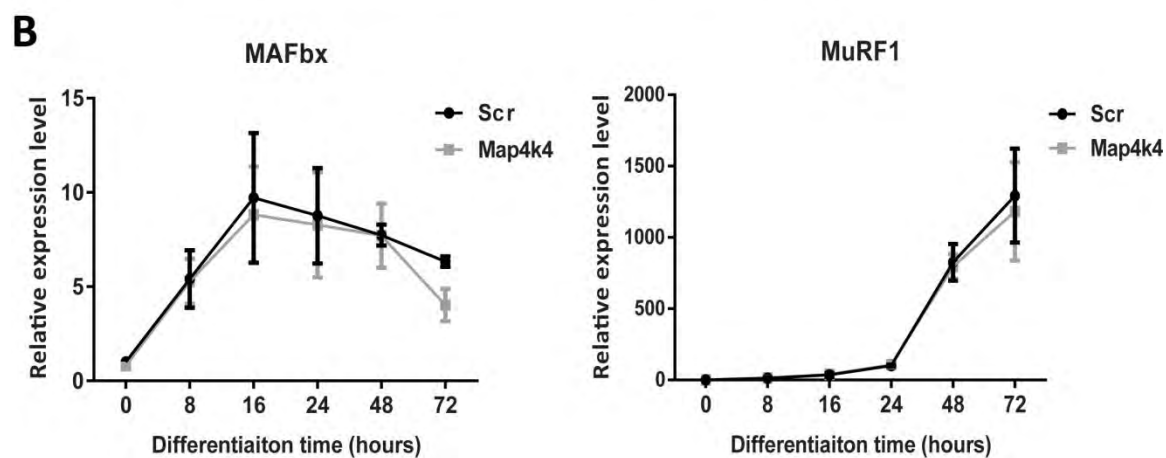 B
MAFbx
Relative expression level
15
10
5
0
0 8 16 24 48 72
Differentiaiton time (hours)
Scr
Map4k4
MuRF1
Relative expression level
2000
1500
1000
500
0
0 8 16 24 48 72
Differentiaiton time (hours)
Scr
Map4k4